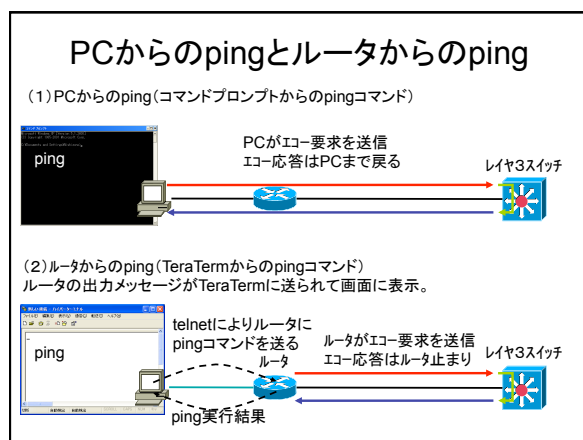 PCからのpingとルータからのping
（1）PCからのping（コマンドプロンプトからのpingコマンド）
ping
PCがエコー要求を送信
エコー応答はPCまで戻る
レイヤ3スイッチ
（2）ルータからのping（TeraTermからのpingコマンド）
ルータの出力メッセージがTeraTermに送られて画面に表示。
ping
telnetによりルータに
pingコマンドを送る
ルータ
ルータがエコー要求を送信
エコー応答はルータ止まり
レイヤ3スイッチ
ping実行結果